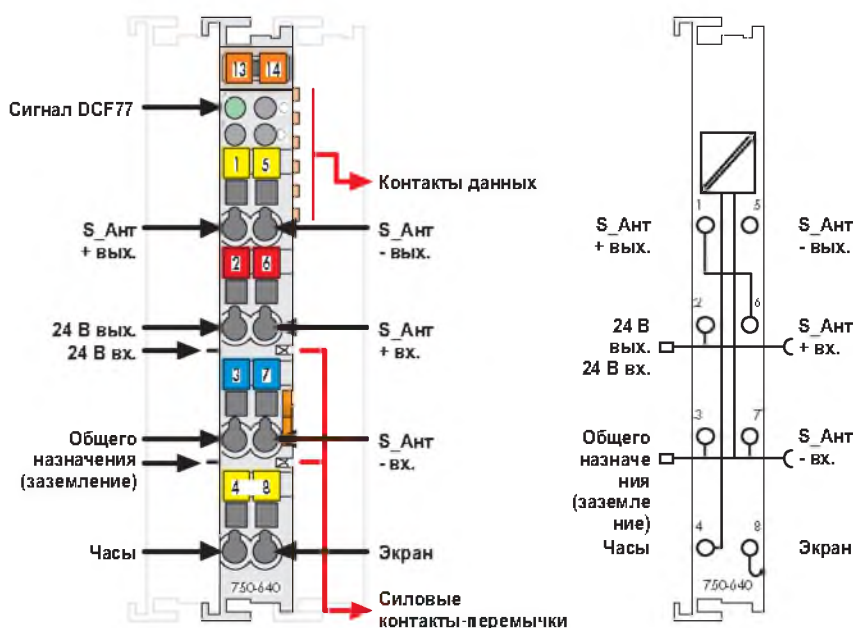 13 14
Сигнал DCF77
1 5
Контакты данных
S_Ант
+ вых.
S_Ант
- вых.
2 6
24 В вых.
24 В вх.
S_Ант
+ вх.
3 7
Общего
назначения
(заземление)
S_Ант
- вх.
4 8
Часы
Экран
750-640
Силовые
контакты-перемычки
1 5
S_Ант
+ вых.
S_Ант
- вых.
2 6
24 В
вых.
24 В вх.
S_Ант
+ вх.
3 7
Общего
назначе
ния
(заземле
ние)
S_Ант
- вх.
4 8
Часы
Экран
750-640